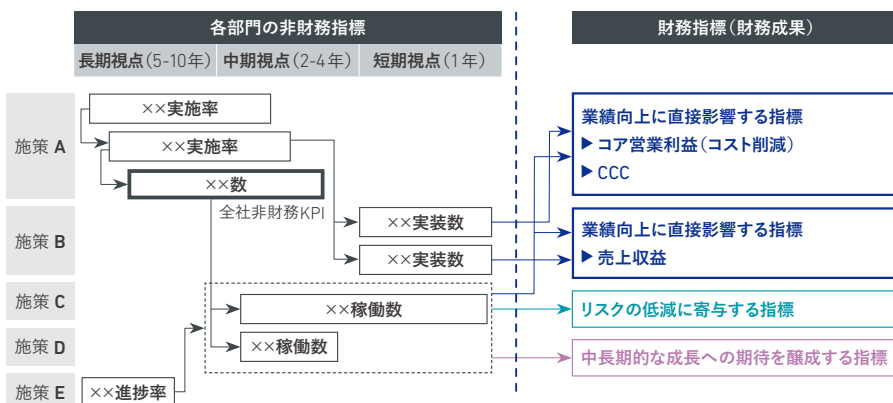 各部門の非財務指標
財務指標（財務成果）
長期視点（5-10年）
中期視点（2-4年）
短期視点（1年）
施策 A
××実施率
××実施率
××数
全社非財務KPI
業績向上に直接影響する指標
▶ コア営業利益（コスト削減）
▶ CCC
施策 B
××実装数
××実装数
業績向上に直接影響する指標
▶ 売上収益
施策 C
××稼働数
リスクの低減に寄与する指標
施策 D
××稼働数
中長期的な成長への期待を醸成する指標
施策 E
××進捗率